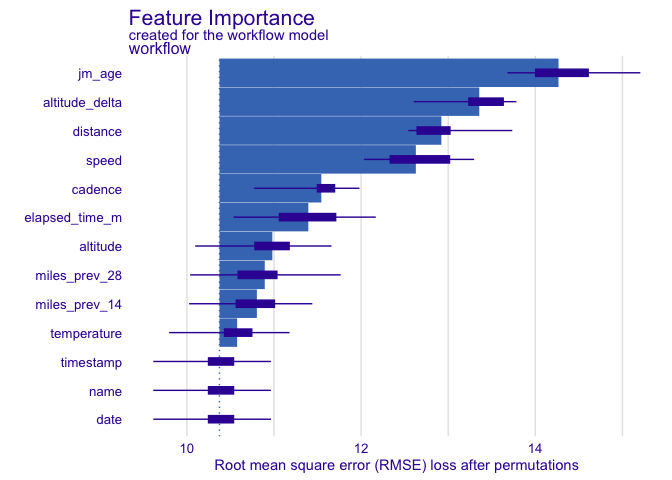 Feature Importance
created for the workflow model
workflow
jm_age
altitude_delta
distance
speed
cadence
elapsed_time_m
altitude
miles_prev_28
miles_prev_14
temperature
timestamp
name
date
10 12 14
Root mean square error (RMSE) loss after permutations